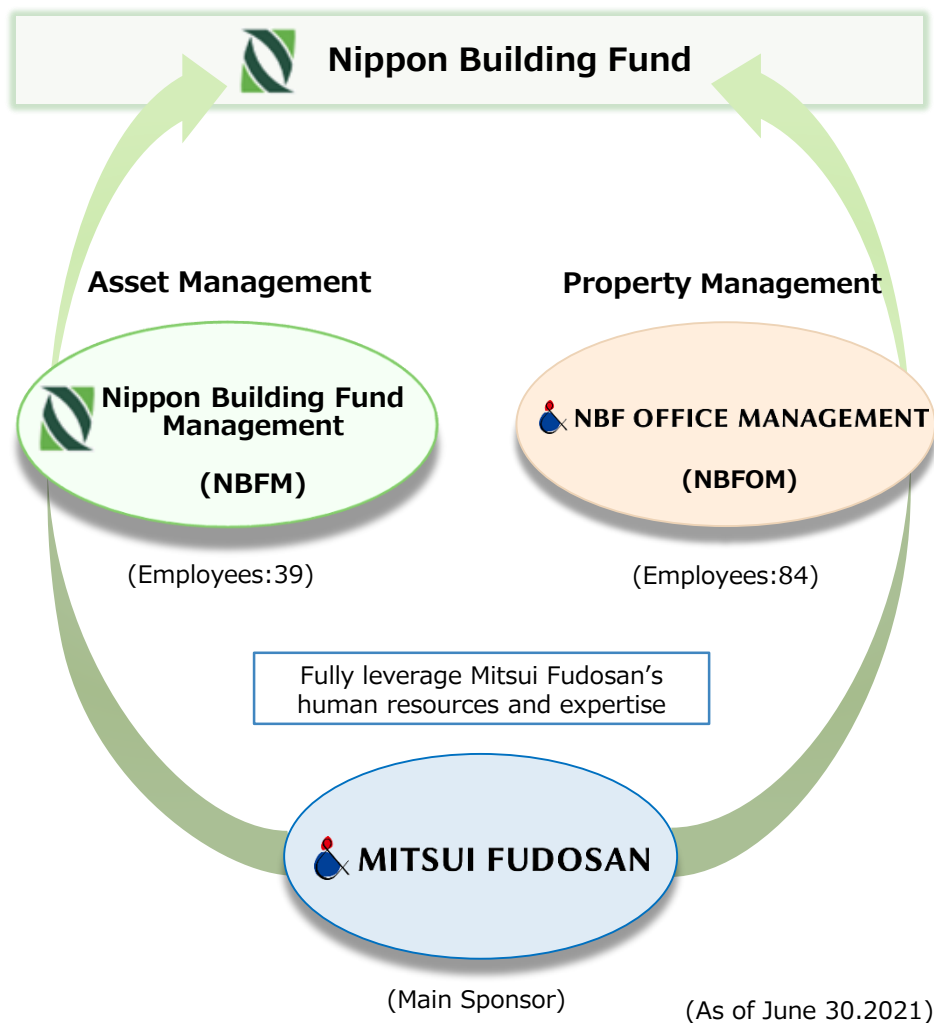 Nippon Building Fund
Asset Management
Property Management
Nippon Building Fund
Management
(NBFM)
NBF OFFICE MANAGEMENT
(NBFOM)
(Employees:39)
(Employees:84)
Fully leverage Mitsui Fudosan’s
human resources and expertise
MITSUI FUDOSAN
(Main Sponsor)
(As of June 30.2021)